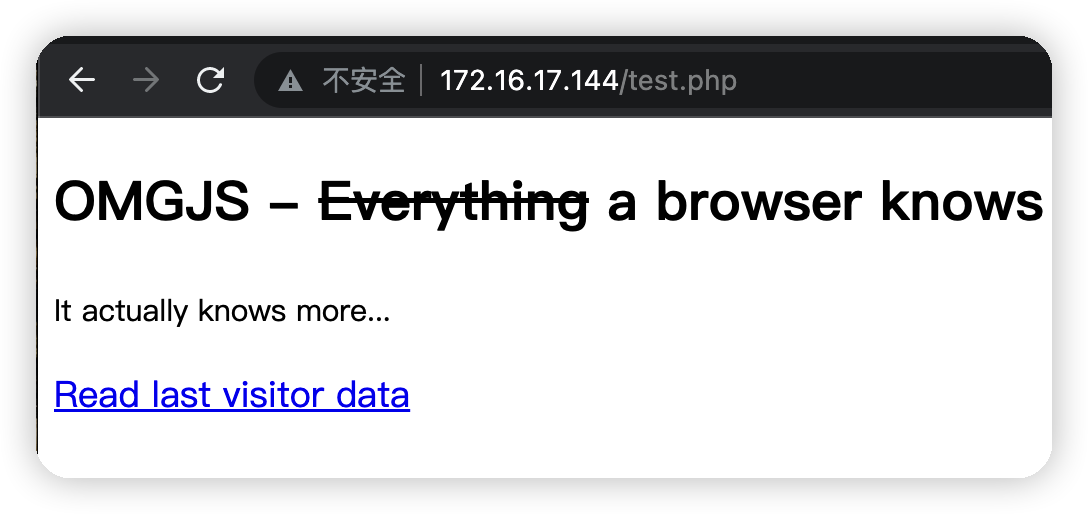 不安全 172.16.17.144/test.php
OMGJS – Everything a browser knows
It actually knows more...
Read last visitor data